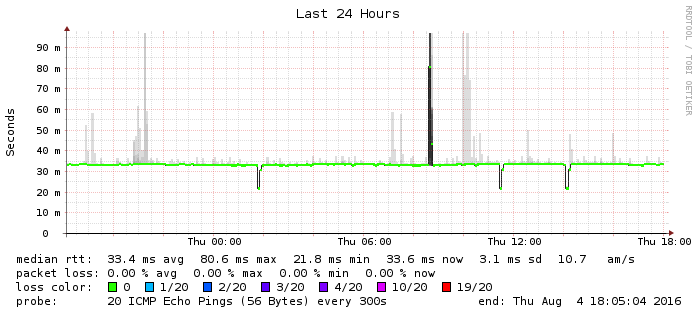 Last 24 Hours
RRDTOOL / TOBI OETIKER
Seconds
90 m
80 m
70 m
60 m
50 m
40 m
30 m
20 m
10 m
0
Thu 00:00 Thu 06:00 Thu 12:00 Thu 18:00
median rtt: 33.4 ms avg 80.6 ms max 21.8 ms min 33.6 ms now 3.1 ms sd 10.7 am/s
packet loss: 0.00 % avg 0.00 % max 0.00 % min 0.00 % now
loss color: 0 1/20 2/20 3/20 4/20 10/20 19/20
probe: 20 ICMP Echo Pings (56 Bytes) every 300s end: Thu Aug 4 18:05:04 2016